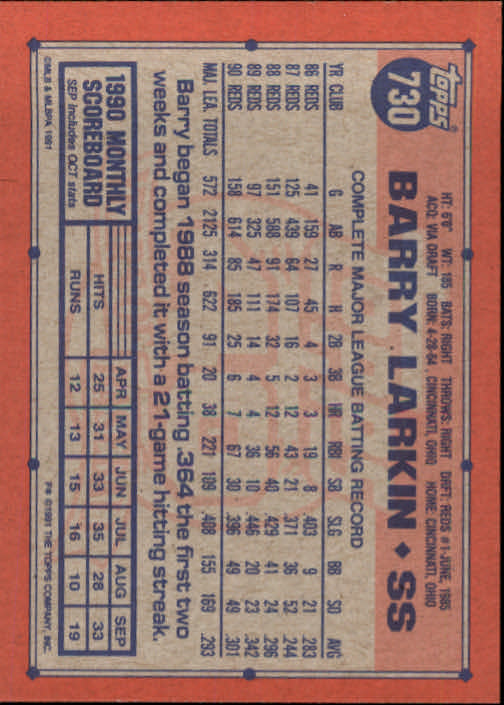 Topps
730
HT: 6'0" WT: 185 BATS: RIGHT THROWS: RIGHT DRFT: REDS #1-JUNE, 1985
ACQ: VIA DRAFT BORN: 4-28-64, CINCINNATI, OHIO HOME: CINCINNATI, OHIO
BARRY LARKIN ◆ SS
COMPLETE MAJOR LEAGUE BATTING RECORD
YR CLUB G AB R H 2B 3B HR RBI SB SLG BB SO AVG
86 REDS 41 159 27 45 4 3 3 19 8 .403 9 21 .283
87 REDS 125 439 64 107 16 2 12 43 21 .371 36 52 .244
88 REDS 151 588 91 174 32 5 12 56 40 .429 41 24 .296
89 REDS 97 325 47 111 14 4 4 36 10 .446 20 23 .342
90 REDS 158 614 85 185 25 6 7 67 30 .396 49 49 .301
MAJ. LEA. TOTALS 572 2125 314 622 91 20 38 221 109 .408 155 169 .293
Barry began 1988 season batting .364 the first two
weeks and completed it with a 21-game hitting streak.
1990 MONTHLY
SCOREBOARD
SEP Includes OCT stats
APR MAY JUN JUL AUG SEP
HITS 25 31 33 35 28 33
RUNS 12 13 15 16 10 19
©MLB & MLBPA 1991
F* ©1991 THE TOPPS COMPANY, INC.